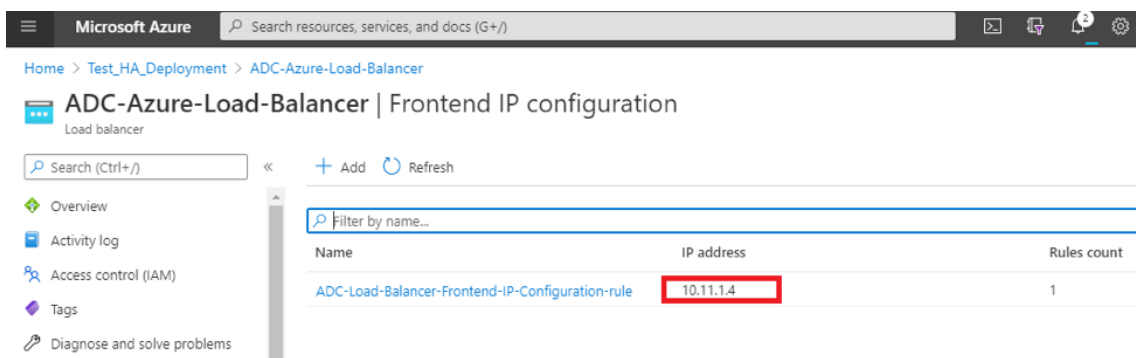 Microsoft Azure
Search resources, services, and docs (G+/)
2
Home > Test_HA_Deployment > ADC-Azure-Load-Balancer
ADC-Azure-Load-Balancer | Frontend IP configuration
Load balancer
Search (Ctrl+/)
«
+ Add
Refresh
Overview
Activity log
Access control (IAM)
Tags
Diagnose and solve problems
Filter by name...
Name IP address Rules count
ADC-Load-Balancer-Frontend-IP-Configuration-rule 10.11.1.4 1